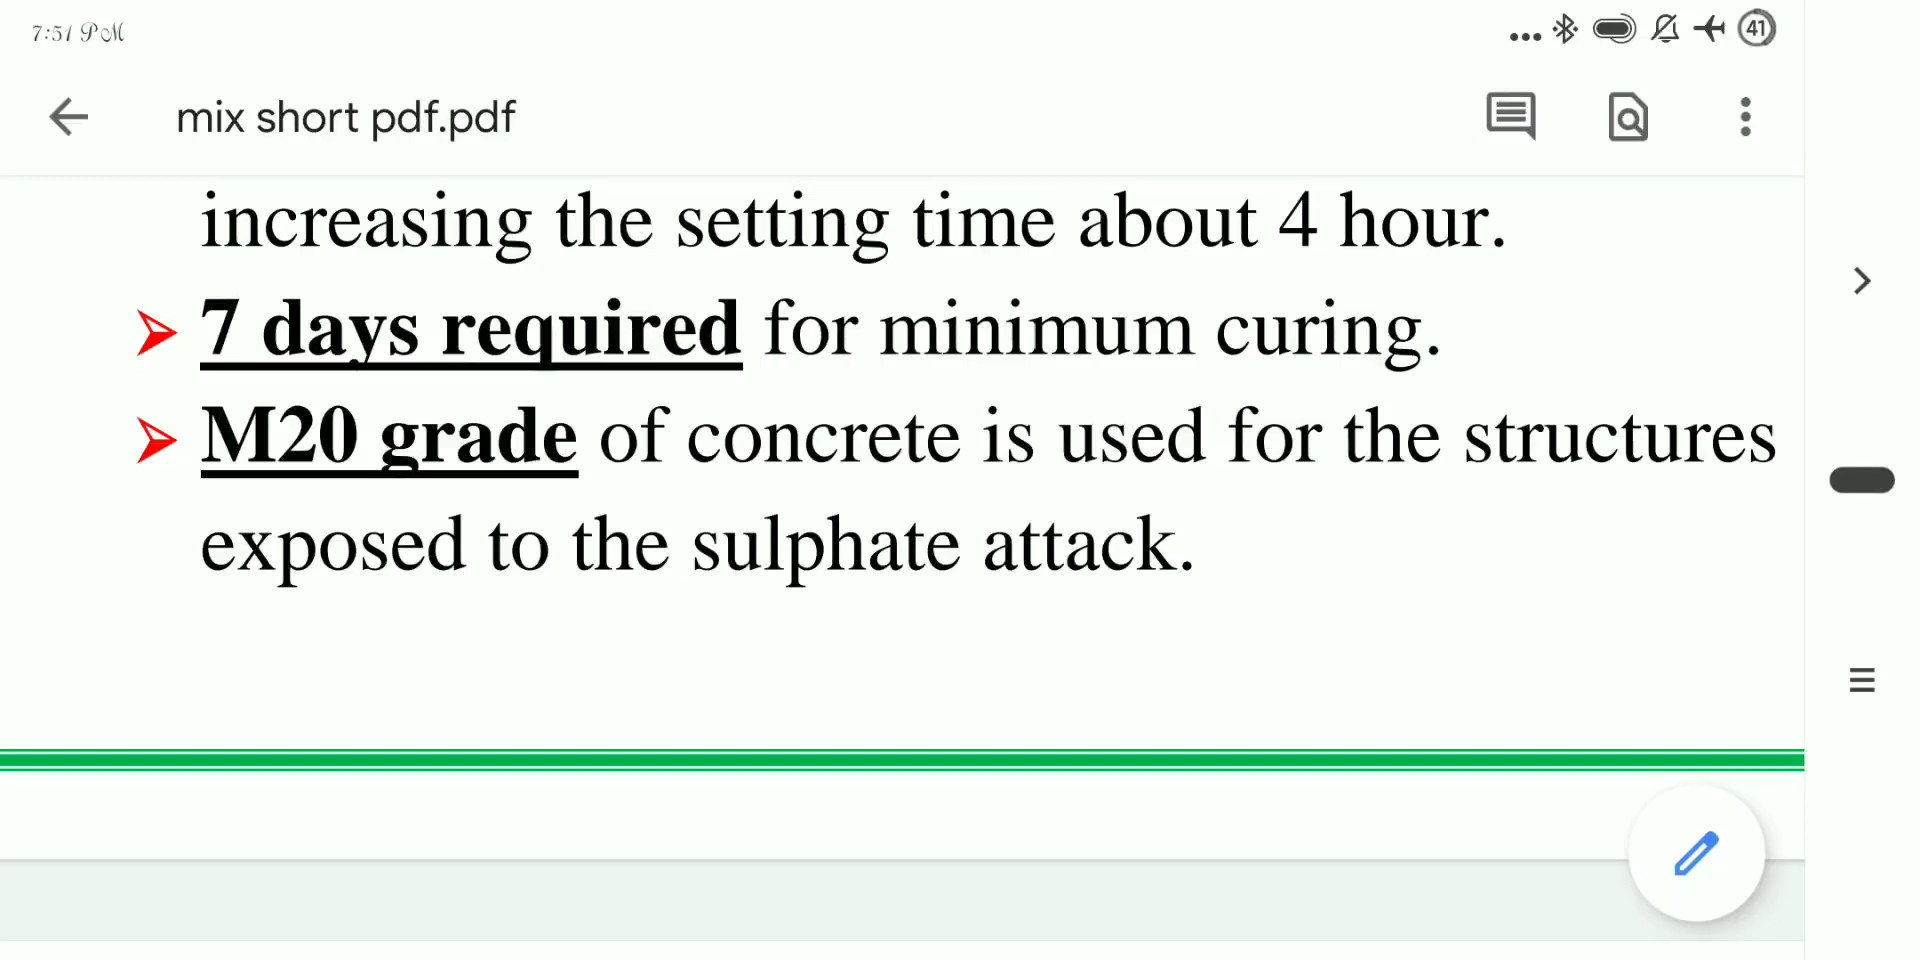 7:51 PM
41
mix short pdf.pdf
increasing the setting time about 4 hour.
7 days required for minimum curing.
M20 grade of concrete is used for the structures
exposed to the sulphate attack.